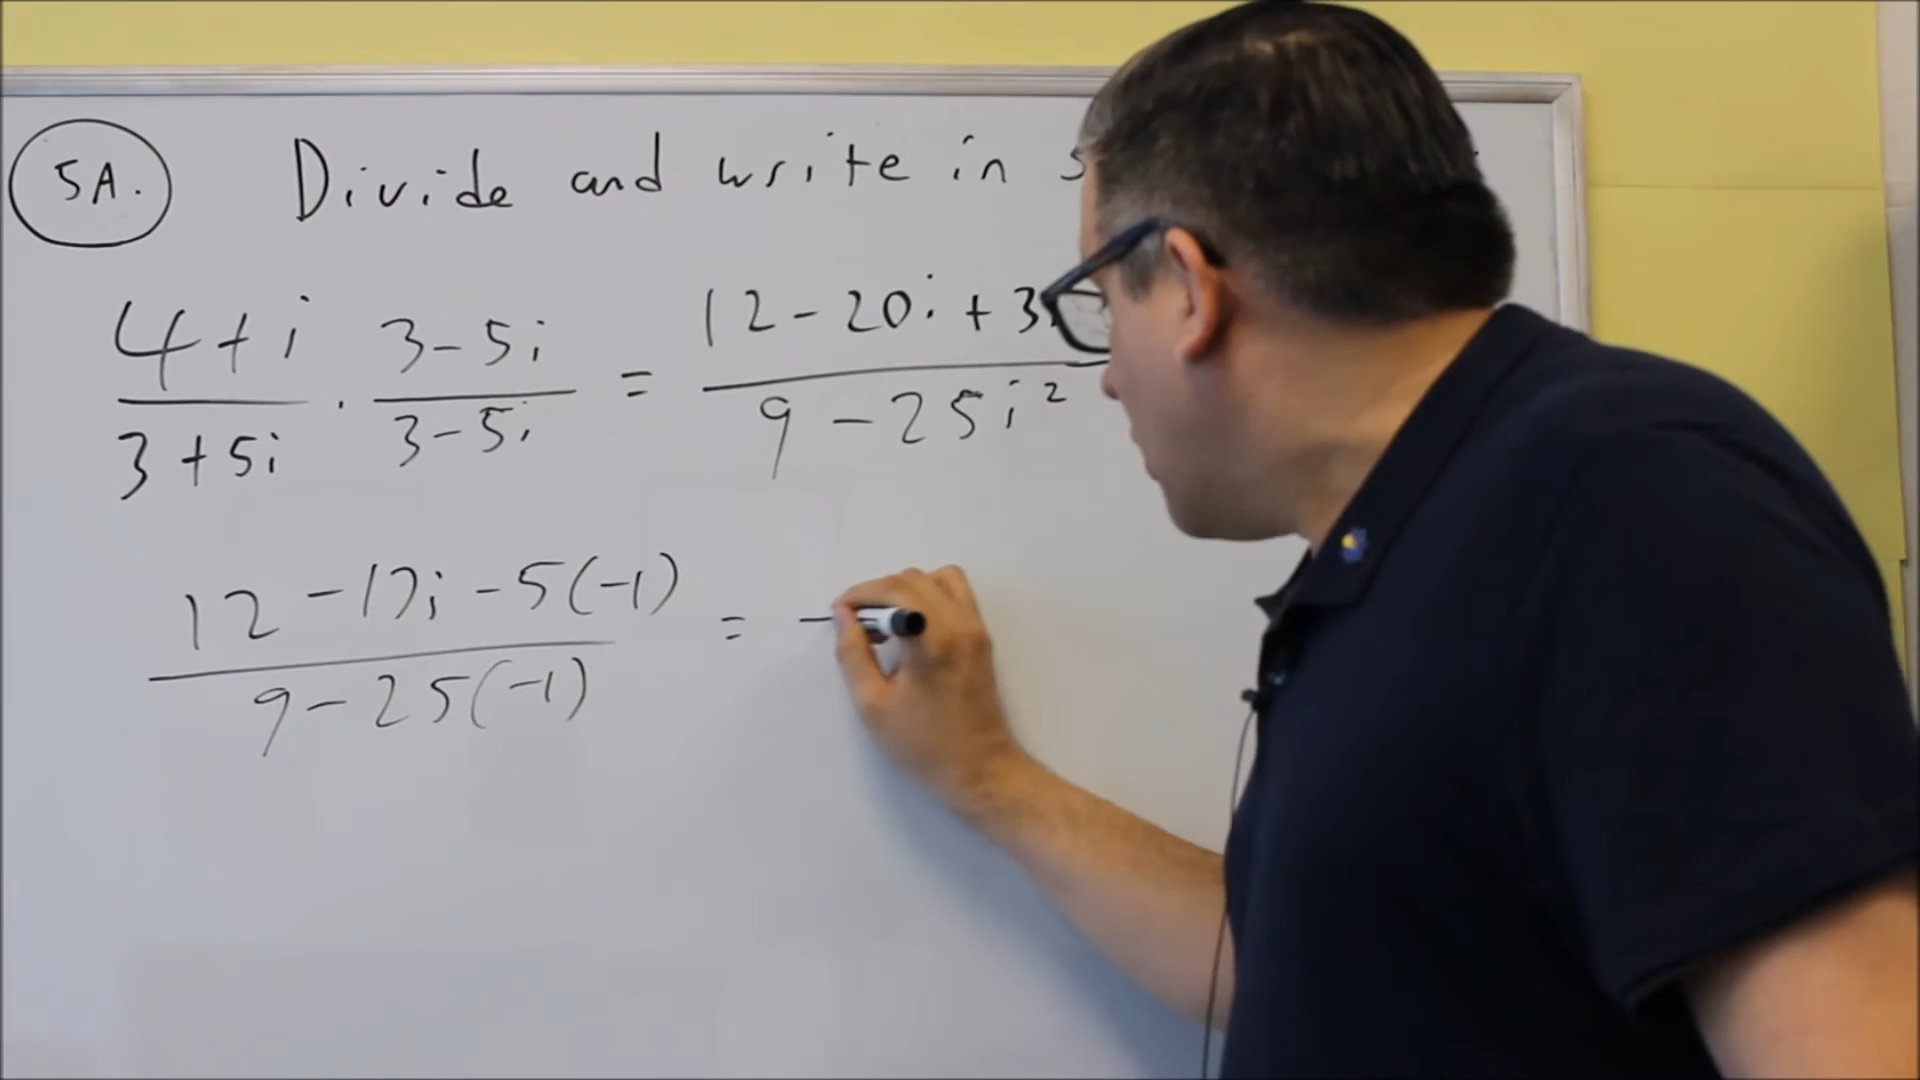 5A. Divide and write in
4+i / 3+5i · 3-5i / 3-5i = 12-20i+3 / 9-25i²
12-17i-5(-1) / 9-25(-1) =